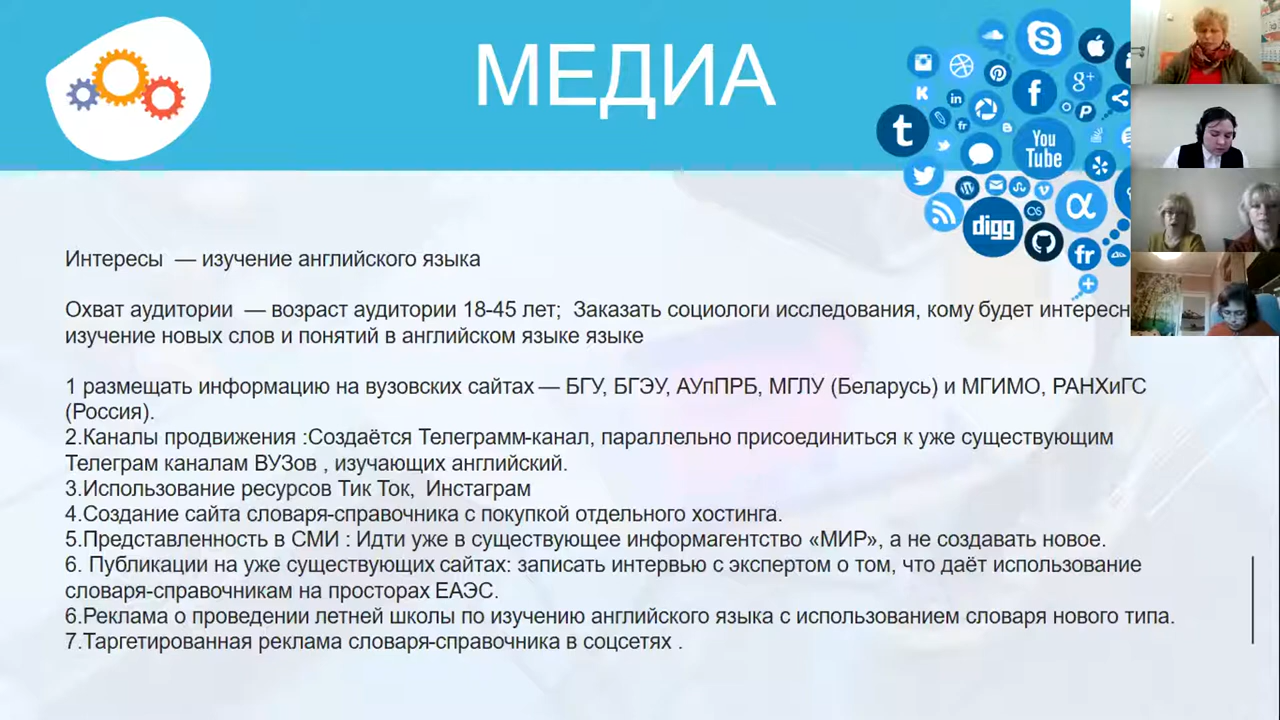 МЕДИА
You
Tube
digg
Интересы — изучение английского языка
Охват аудитории — возраст аудитории 18-45 лет; Заказать социологи исследования, кому будет интересн
изучение новых слов и понятий в английском языке языке
1 размещать информацию на вузовских сайтах — БГУ, БГЭУ, АУпПРБ, МГЛУ (Беларусь) и МГИМО, РАНХиГС
(Россия).
2.Каналы продвижения :Создаётся Телеграмм-канал, параллельно присоединиться к уже существующим
Телеграм каналам ВУЗов , изучающих английский.
3.Использование ресурсов Тик Ток, Инстаграм
4.Создание сайта словаря-справочника с покупкой отдельного хостинга.
5.Представленность в СМИ : Идти уже в существующее информагентство «МИР», а не создавать новое.
6. Публикации на уже существующих сайтах: записать интервью с экспертом о том, что даёт использование
словаря-справочникам на просторах ЕАЭС.
6.Реклама о проведении летней школы по изучению английского языка с использованием словаря нового типа.
7.Таргетированная реклама словаря-справочника в соцсетях .